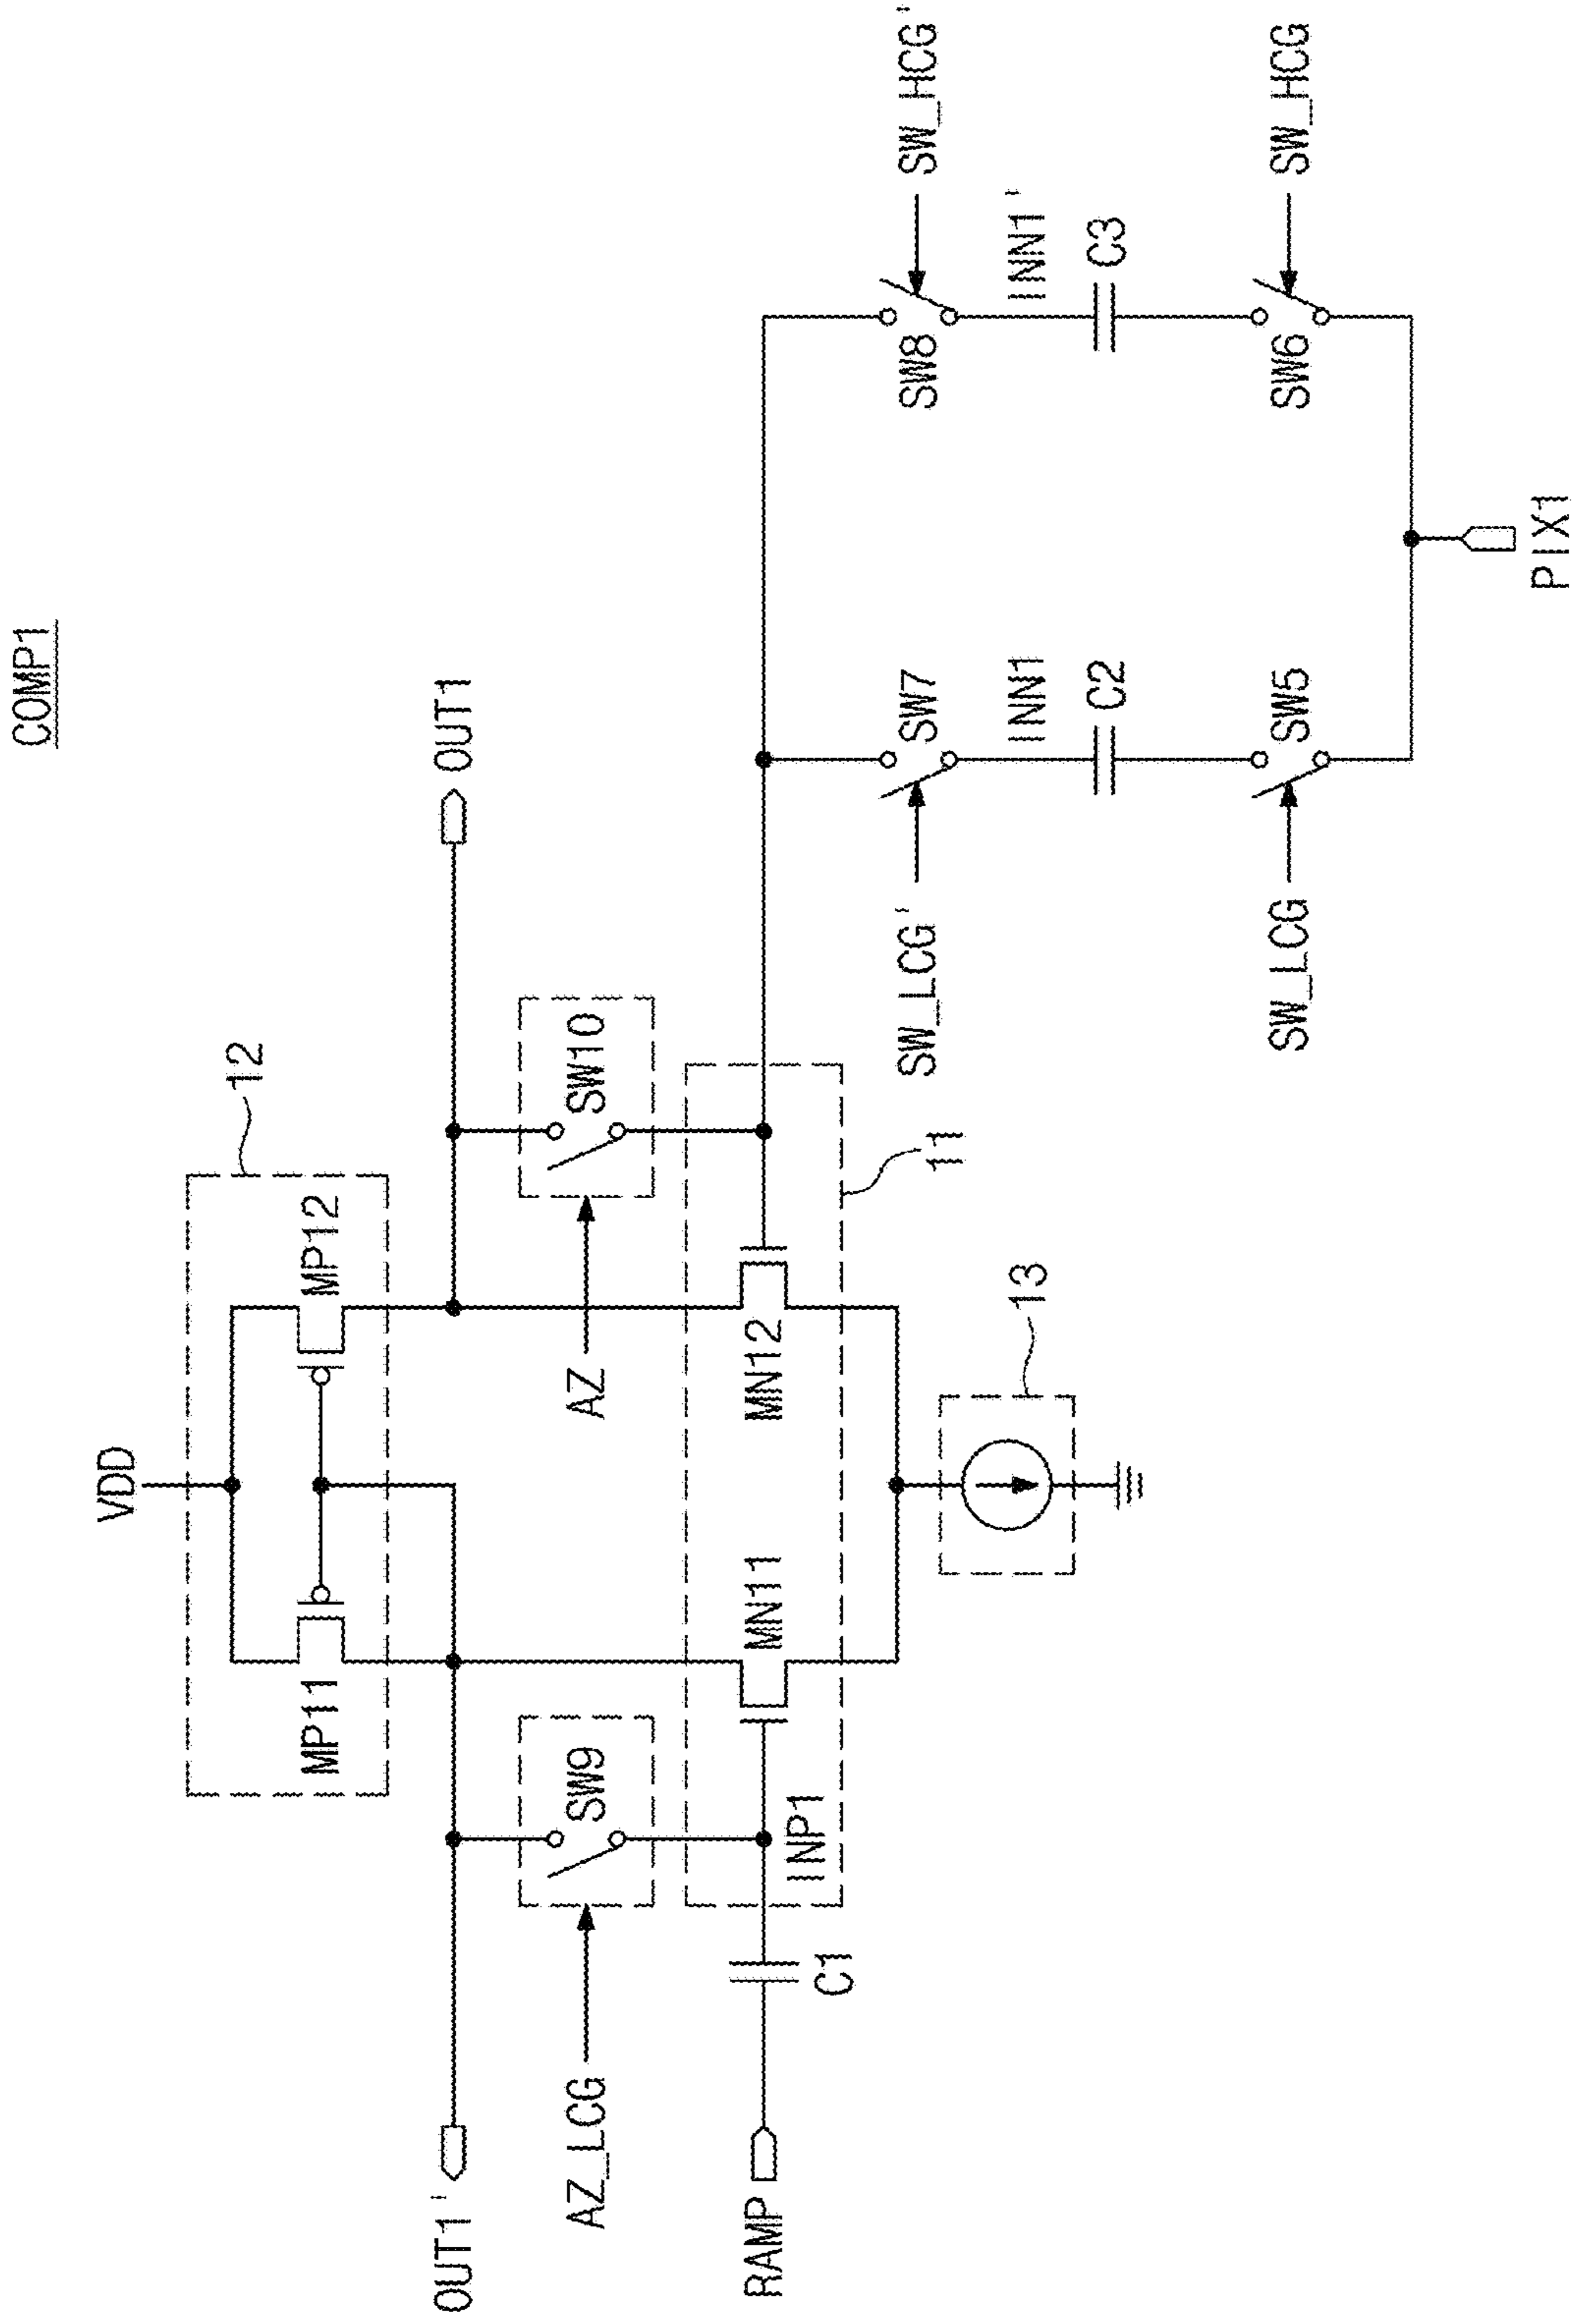 COMP1
VDD
12
MP11
MP12
OUT1'
OUT1
AZ_LCG
SW9
AZ
SW10
RAMP
C1
INP1
MN11
MN12
11
13
SW_LCG'
SW7
SW8
SW_HCG'
INN1
INN1'
C2
C3
SW_LCG
SW5
SW6
SW_HCG
PIX1